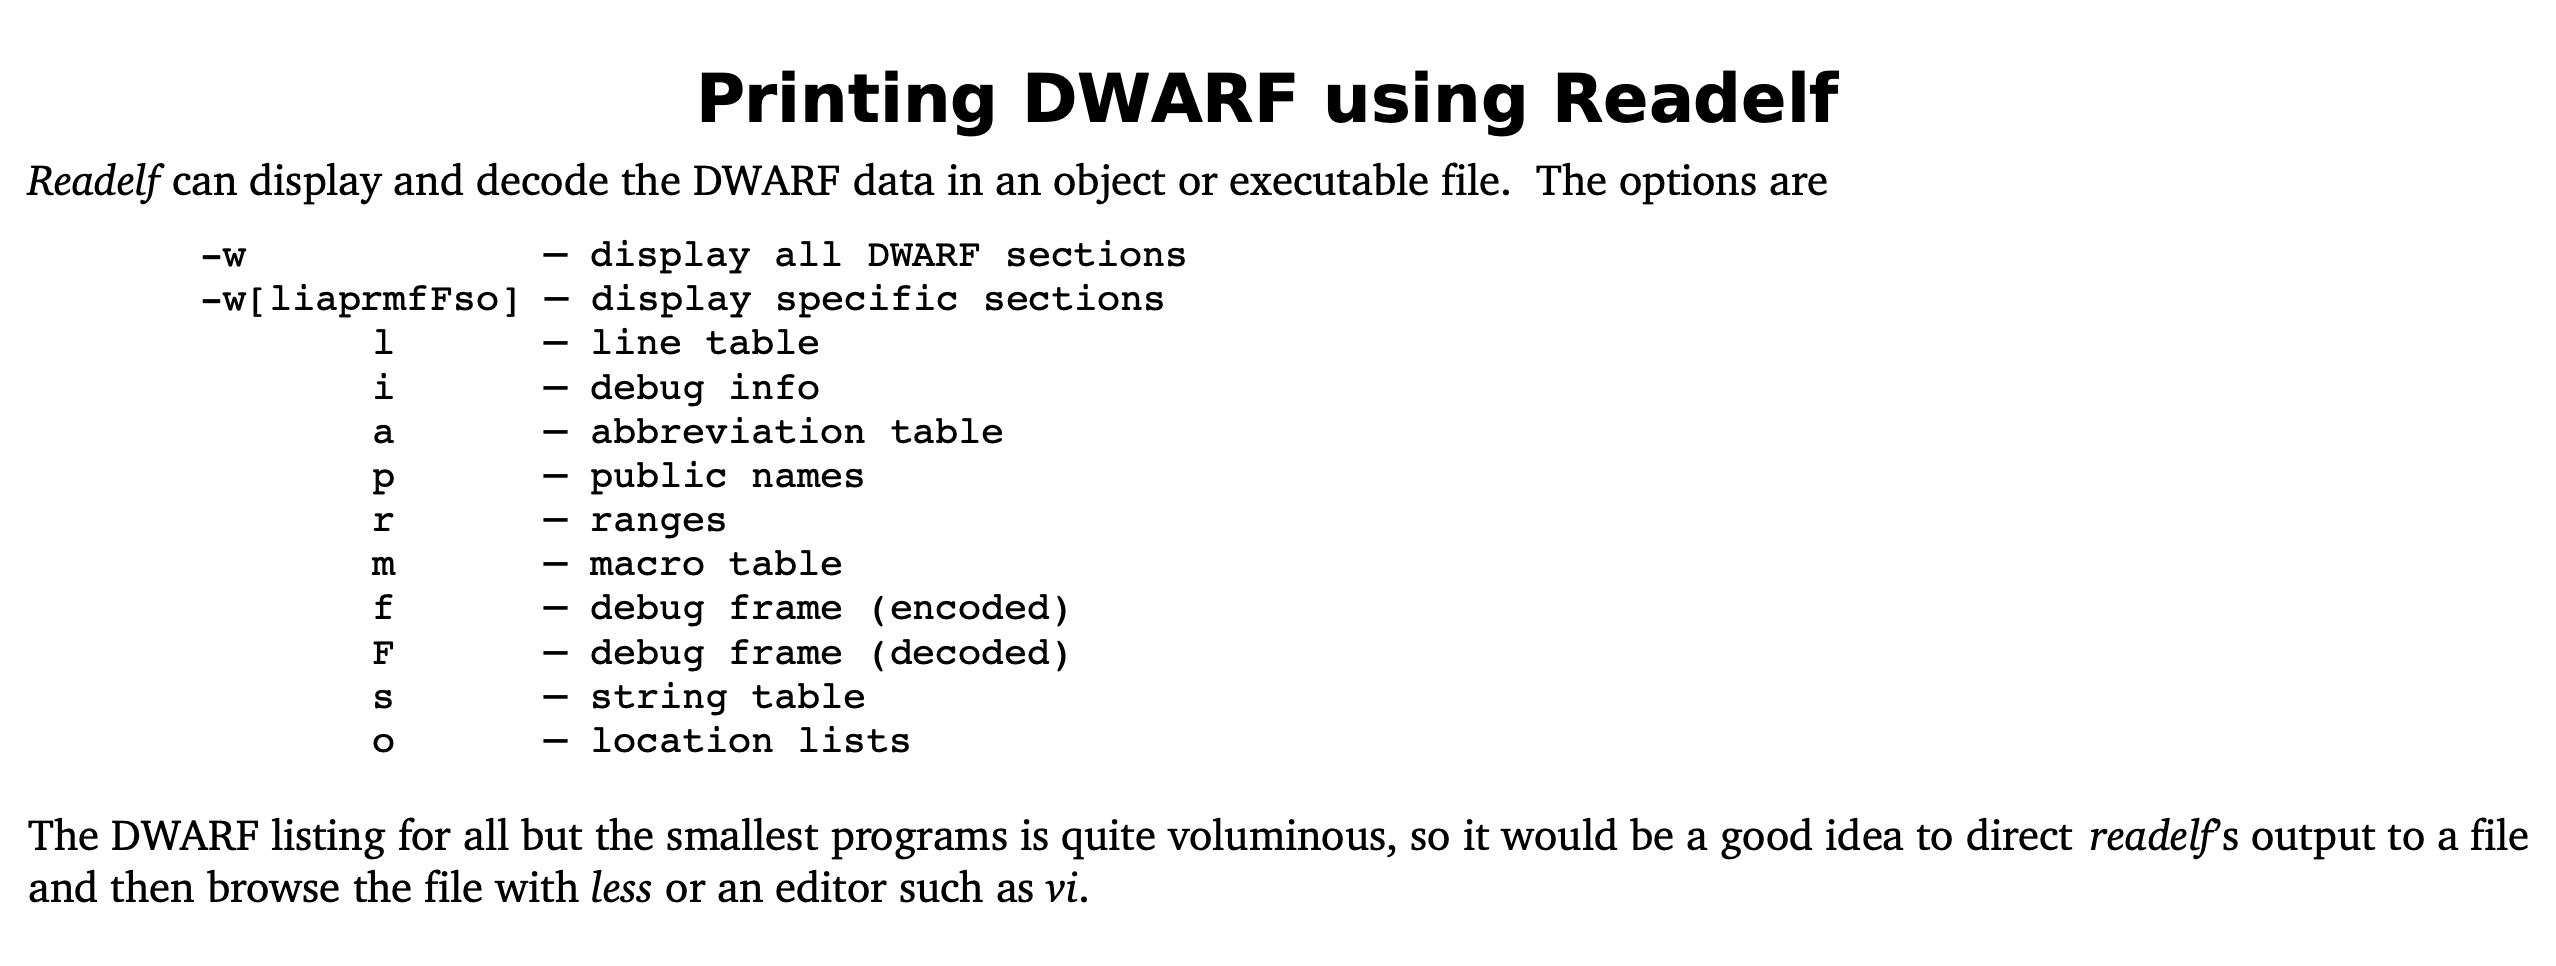 Printing DWARF using Readelf
Readelf can display and decode the DWARF data in an object or executable file.  The options are
-w — display all DWARF sections
-w[liaprmfFso] — display specific sections
l — line table
i — debug info
a — abbreviation table
p — public names
r — ranges
m — macro table
f — debug frame (encoded)
F — debug frame (decoded)
s — string table
o — location lists
The DWARF listing for all but the smallest programs is quite voluminous, so it would be a good idea to direct readelf's output to a file
and then browse the file with less or an editor such as vi.